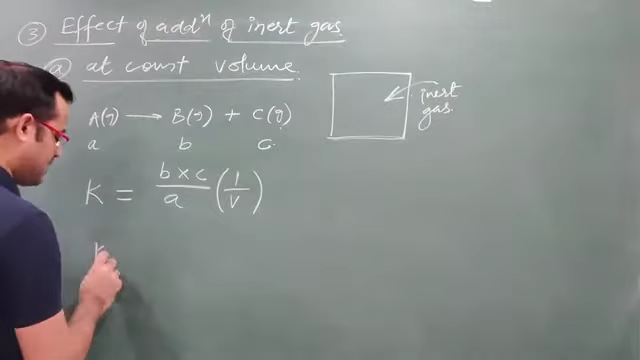 ③ Effect of addⁿ of inert gas
(a) at const volume.
A(g) ⟶ B(g) + C(g)
a b c
inert
gas.
K = b × c / a (1/V)
K